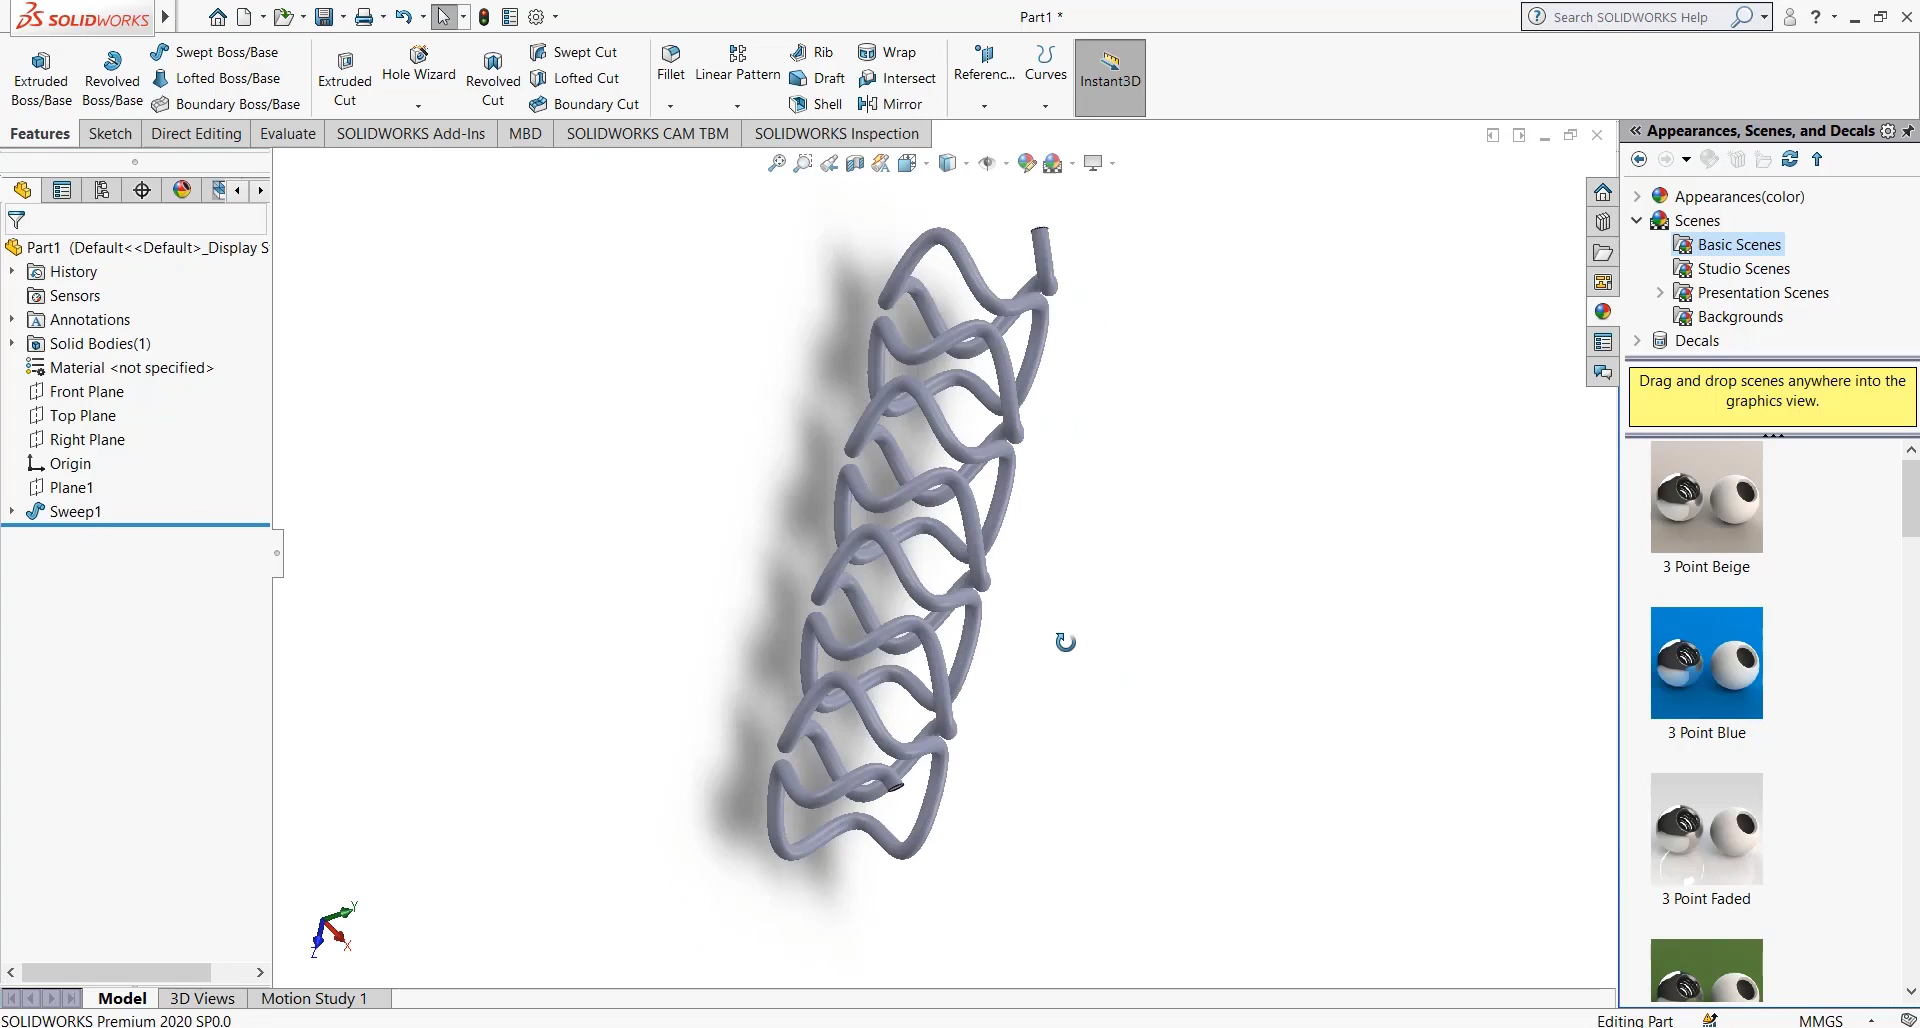 SOLIDWORKS
Part1 *
Search SOLIDWORKS Help
Extruded Boss/Base
Revolved Boss/Base
Swept Boss/Base
Lofted Boss/Base
Boundary Boss/Base
Extruded Cut
Hole Wizard
Revolved Cut
Swept Cut
Lofted Cut
Boundary Cut
Fillet
Linear Pattern
Rib
Draft
Shell
Wrap
Intersect
Mirror
Referenc...
Curves
Instant3D
Features
Sketch
Direct Editing
Evaluate
SOLIDWORKS Add-Ins
MBD
SOLIDWORKS CAM TBM
SOLIDWORKS Inspection
Part1 (Default<<Default>_Display S
History
Sensors
Annotations
Solid Bodies(1)
Material <not specified>
Front Plane
Top Plane
Right Plane
Origin
Plane1
Sweep1
Y
X
Z
Appearances, Scenes, and Decals
Appearances(color)
Scenes
Basic Scenes
Studio Scenes
Presentation Scenes
Backgrounds
Decals
Drag and drop scenes anywhere into the
graphics view.
3 Point Beige
3 Point Blue
3 Point Faded
Model
3D Views
Motion Study 1
SOLIDWORKS Premium 2020 SP0.0
Editing Part
MMGS